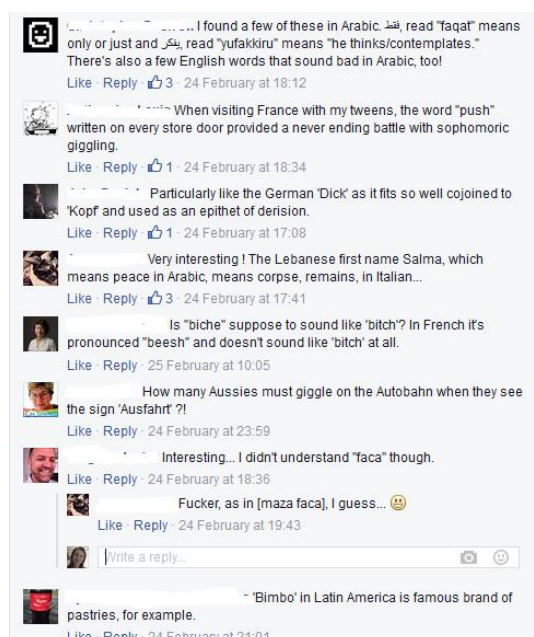 I found a few of these in Arabic. فقط, read "faqat" means
only or just and يفكر, read "yufakkiru" means "he thinks/contemplates."
There's also a few English words that sound bad in Arabic, too!
Like · Reply · 3 · 24 February at 18:12
When visiting France with my tweens, the word "push"
written on every store door provided a never ending battle with sophomoric
giggling.
Like · Reply · 1 · 24 February at 18:34
Particularly like the German 'Dick' as it fits so well cojoined to
'Kopf' and used as an epithet of derision.
Like · Reply · 1 · 24 February at 17:08
Very interesting ! The Lebanese first name Salma, which
means peace in Arabic, means corpse, remains, in Italian...
Like · Reply · 3 · 24 February at 17:41
Is "biche" suppose to sound like 'bitch'? In French it's
pronounced "beesh" and doesn't sound like 'bitch' at all.
Like · Reply · 25 February at 10:05
How many Aussies must giggle on the Autobahn when they see
the sign 'Ausfahrt' ?!
Like · Reply · 24 February at 23:59
Interesting... I didn't understand "faca" though.
Like · Reply · 24 February at 18:36
Fucker, as in [maza faca], I guess... 😀
Like · Reply · 24 February at 19:43
Write a reply...
'Bimbo' in Latin America is famous brand of
pastries, for example.
Like · Reply · 24 February at 21:01